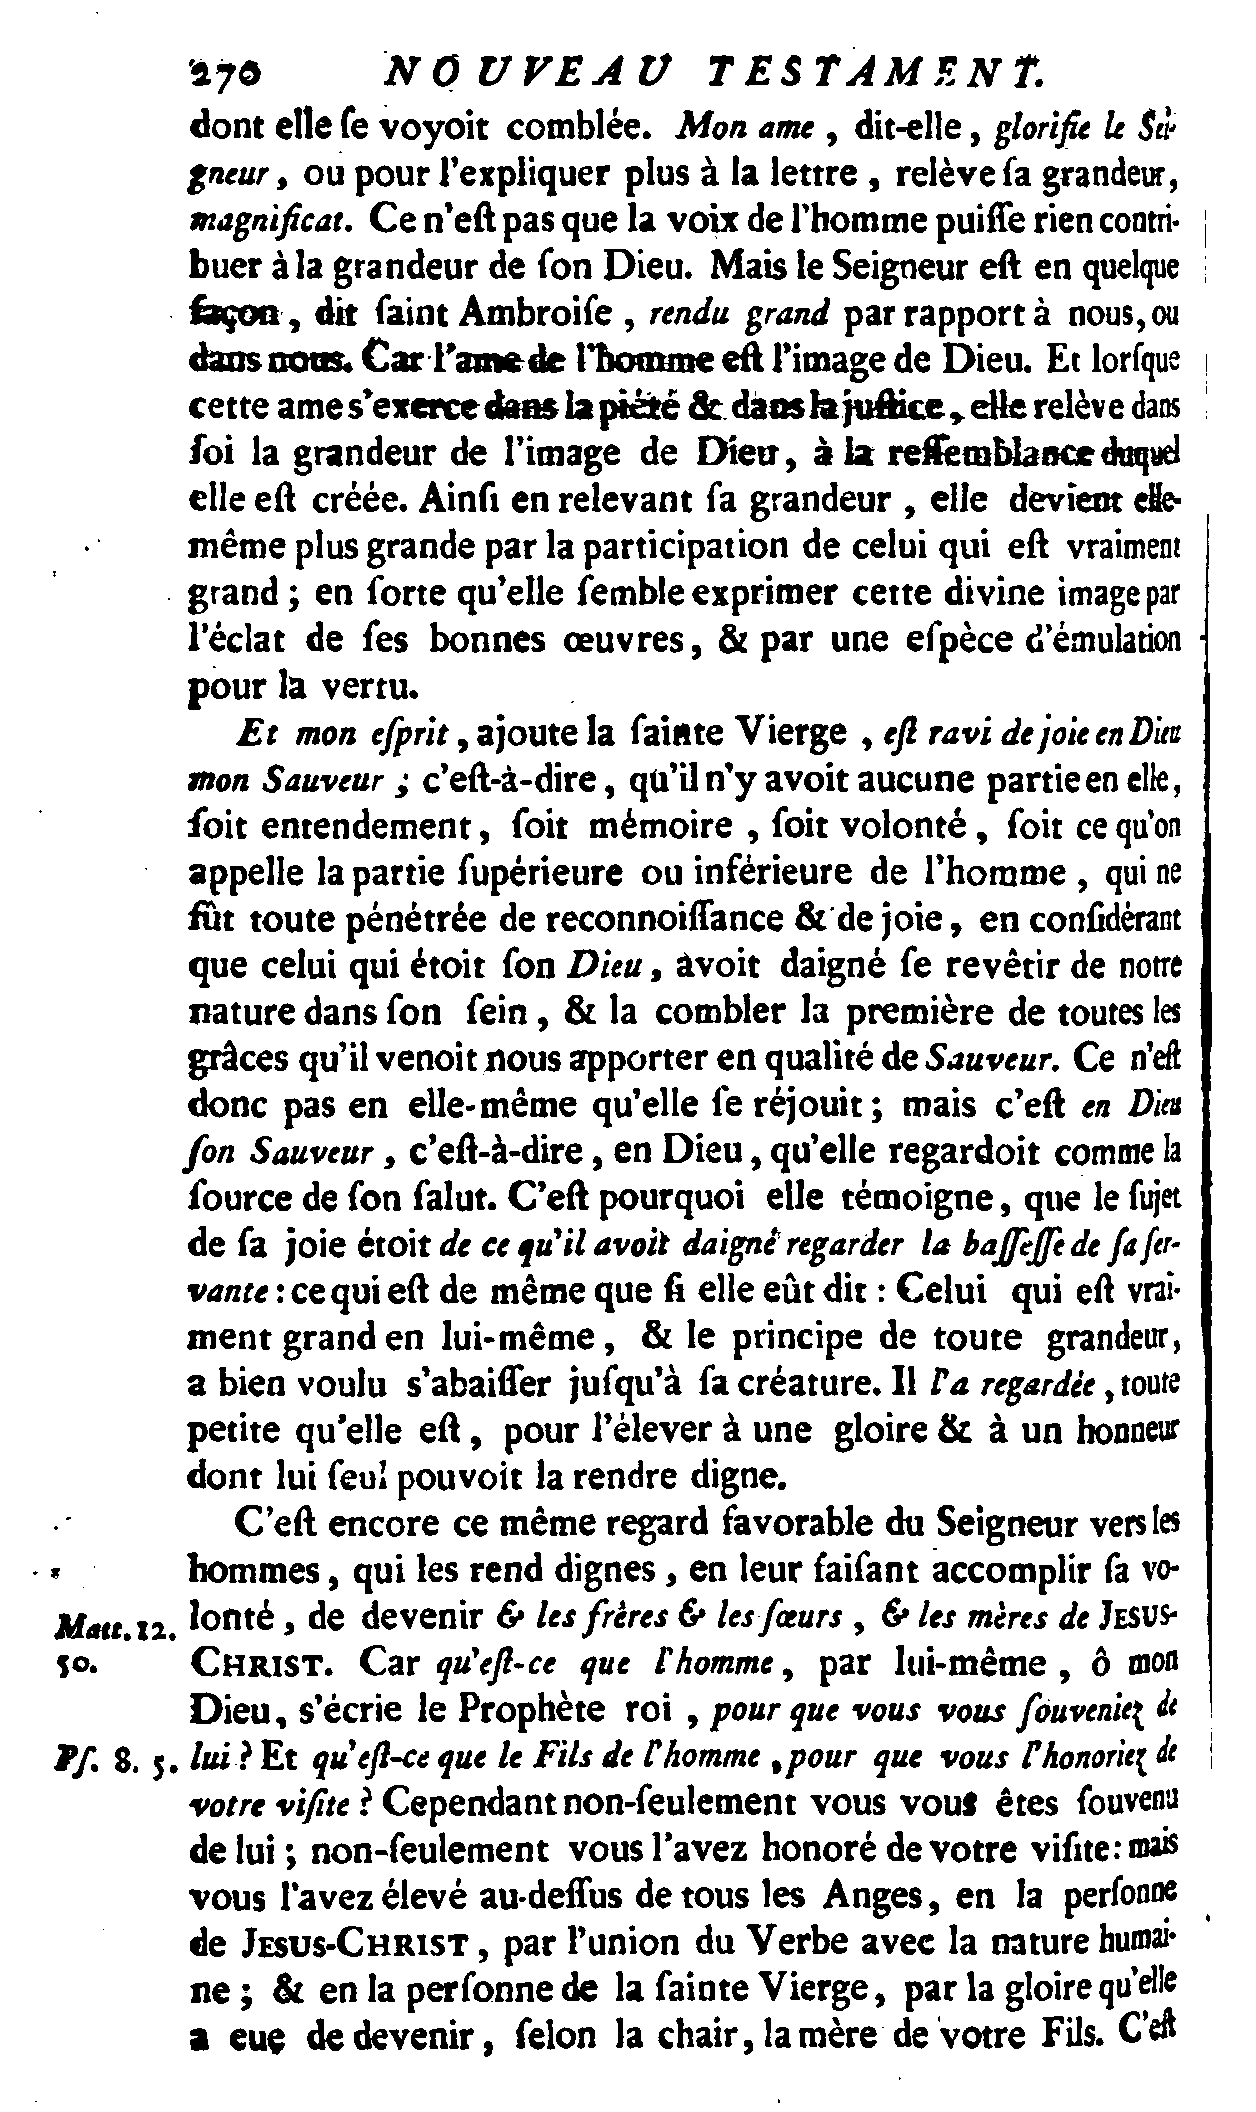 270 NOUVEAU TESTAMENT.
dont elle ſe voyoit comblée. Mon ame, dit-elle, glorifie le Sei-
gneur, ou pour l'expliquer plus à la lettre, relève ſa grandeur,
magnificat. Ce n'eſt pas que la voix de l'homme puiſſe rien contri-
buer à la grandeur de ſon Dieu. Mais le Seigneur eſt en quelque
façon, dit ſaint Ambroiſe, rendu grand par rapport à nous, ou
dans nous. Car l'ame de l'homme eſt l'image de Dieu. Et lorſque
cette ame s'exerce dans la piété & dans la juſtice, elle relève dans
ſoi la grandeur de l'image de Dieu, à la reſſemblance duquel
elle eſt créée. Ainſi en relevant ſa grandeur, elle devient elle-
même plus grande par la participation de celui qui eſt vraiment
grand; en ſorte qu'elle ſemble exprimer cette divine image par
l'éclat de ſes bonnes œuvres, & par une eſpèce d'émulation
pour la vertu.
Et mon eſprit, ajoute la ſainte Vierge, eſt ravi de joie en Dieu
mon Sauveur; c'eſt-à-dire, qu'il n'y avoit aucune partie en elle,
ſoit entendement, ſoit mémoire, ſoit volonté, ſoit ce qu'on
appelle la partie ſupérieure ou inférieure de l'homme, qui ne
fût toute pénétrée de reconnoiſſance & de joie, en conſidérant
que celui qui étoit ſon Dieu, avoit daigné ſe revêtir de notre
nature dans ſon ſein, & la combler la première de toutes les
grâces qu'il venoit nous apporter en qualité de Sauveur. Ce n'eſt
donc pas en elle-même qu'elle ſe réjouit; mais c'eſt en Dieu
ſon Sauveur, c'eſt-à-dire, en Dieu, qu'elle regardoit comme la
ſource de ſon ſalut. C'eſt pourquoi elle témoigne, que le ſujet
de ſa joie étoit de ce qu'il avoit daigné regarder la baſſeſſe de ſa ſer-
vante: ce qui eſt de même que ſi elle eût dit: Celui qui eſt vrai-
ment grand en lui-même, & le principe de toute grandeur,
a bien voulu s'abaiſſer juſqu'à ſa créature. Il l'a regardée, toute
petite qu'elle eſt, pour l'élever à une gloire & à un honneur
dont lui ſeul pouvoit la rendre digne.
C'eſt encore ce même regard favorable du Seigneur vers les
hommes, qui les rend dignes, en leur faiſant accomplir ſa vo-
Matt. 12. lonté, de devenir & les frères & les ſœurs, & les mères de JESUS-
50. CHRIST. Car qu'eſt-ce que l'homme, par lui-même, ô mon
Dieu, s'écrie le Prophète roi, pour que vous vous ſouveniez de
Pſ. 8. 5. lui? Et qu'eſt-ce que le Fils de l'homme, pour que vous l'honoriez de
votre viſite? Cependant non-ſeulement vous vous êtes ſouvenu
de lui; non-ſeulement vous l'avez honoré de votre viſite: mais
vous l'avez élevé au-deſſus de tous les Anges, en la perſonne
de JESUS-CHRIST, par l'union du Verbe avec la nature humai-
ne; & en la perſonne de la ſainte Vierge, par la gloire qu'elle
a eue de devenir, ſelon la chair, la mère de votre Fils. C'eſt